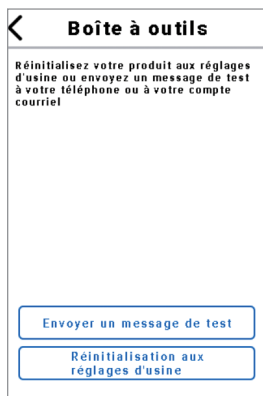 Boîte à outils
Réinitialisez votre produit aux réglages
d'usine ou envoyez un message de test
à votre téléphone ou à votre compte
courriel
Envoyer un message de test
Réinitialisation aux
réglages d'usine